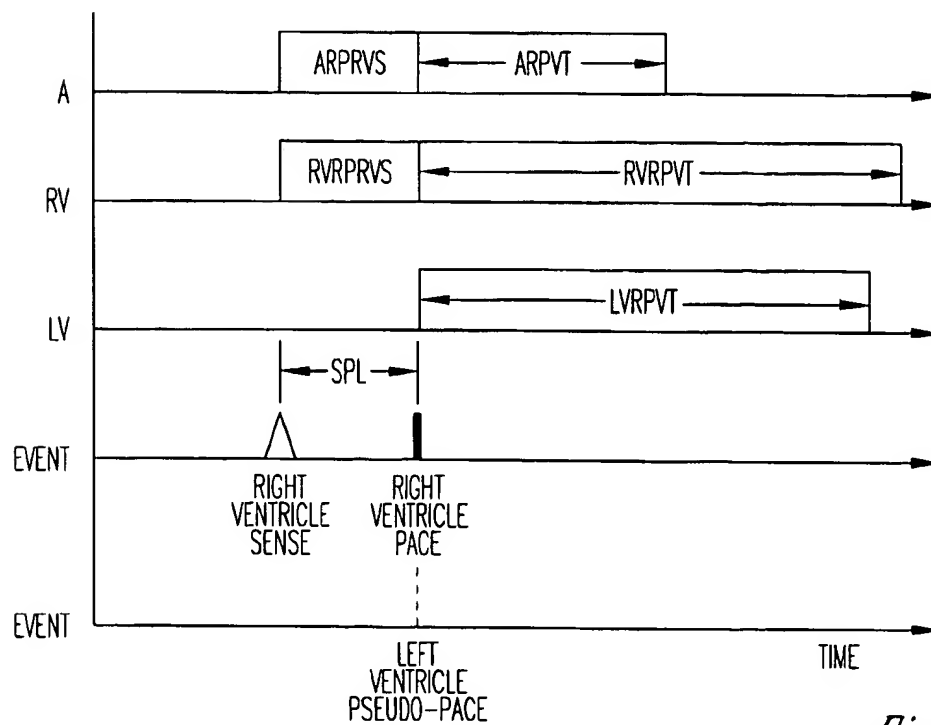 ARPRVS
ARPVT
A
RVRPRVS
RVRPVT
RV
LVRPVT
LV
SPL
EVENT
RIGHT
VENTRICLE
SENSE
RIGHT
VENTRICLE
PACE
EVENT
LEFT
VENTRICLE
PSEUDO-PACE
TIME